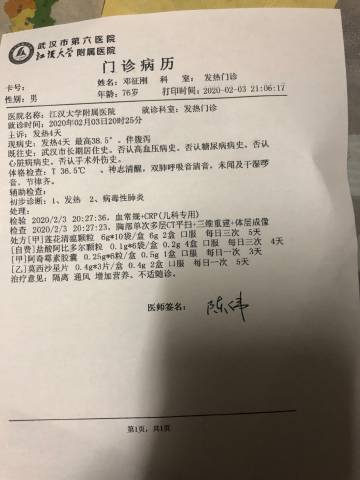 武汉市第六医院
江汉大学附属医院
门诊病历
卡号: 姓名: 邓征刚 科 室: 发热门诊
性别: 男 年龄: 76岁 打印时间: 2020-02-03 21:06:17
医院名称: 江汉大学附属医院 就诊科室: 发热门诊
就诊时间: 2020年02月03日20时25分
主诉: 发热4天
现病史: 发热4天 最高38.5°伴腹泻
既往史: 武汉市长期居住史。否认高血压病史。否认糖尿病病史。否认
心脏病病史。否认手术外伤史。
体格检查: T 36.5℃ 、神志清醒, 双肺呼吸音清音, 未闻及干湿啰
音、节律齐。
辅助检查:
初步诊断: 1、发热 2、病毒性肺炎
处理:
检验 2020/2/3 20:27:36, 血常规+CRP(儿科专用)
检查 2020/2/3 20:27:23, 胸部单次多层CT平扫+三维重建+体层成像
处方[甲]莲花清瘟颗粒 6g*10袋/盒 6g 2盒 口服 每日三次 5天
[自费]盐酸阿比多尔颗粒 0.1g*6袋/盒 0.2g 4盒 口服 每日三次 4天
[甲]阿奇霉素胶囊 0.25g*6粒/盒 0.5g 1盒 口服 每日一次 3天
[乙]莫西沙星片 0.4g*3片/盒 0.4g 2盒 口服 每日一次 5天
治疗意见: 隔离 通风 增加营养、不适随诊。
医师签名: 陈伟
第1页, 共1页